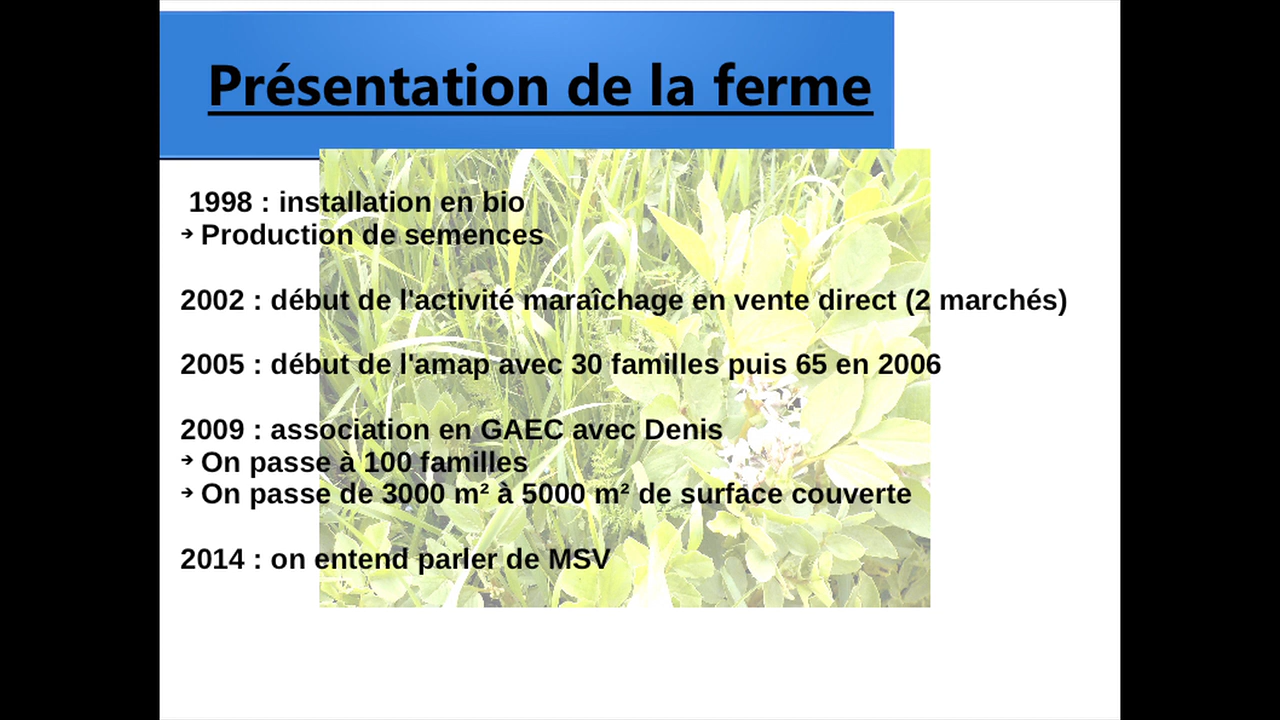 Présentation de la ferme
1998 : installation en bio
➔ Production de semences
2002 : début de l'activité maraîchage en vente direct (2 marchés)
2005 : début de l'amap avec 30 familles puis 65 en 2006
2009 : association en GAEC avec Denis
➔ On passe à 100 familles
➔ On passe de 3000 m² à 5000 m² de surface couverte
2014 : on entend parler de MSV